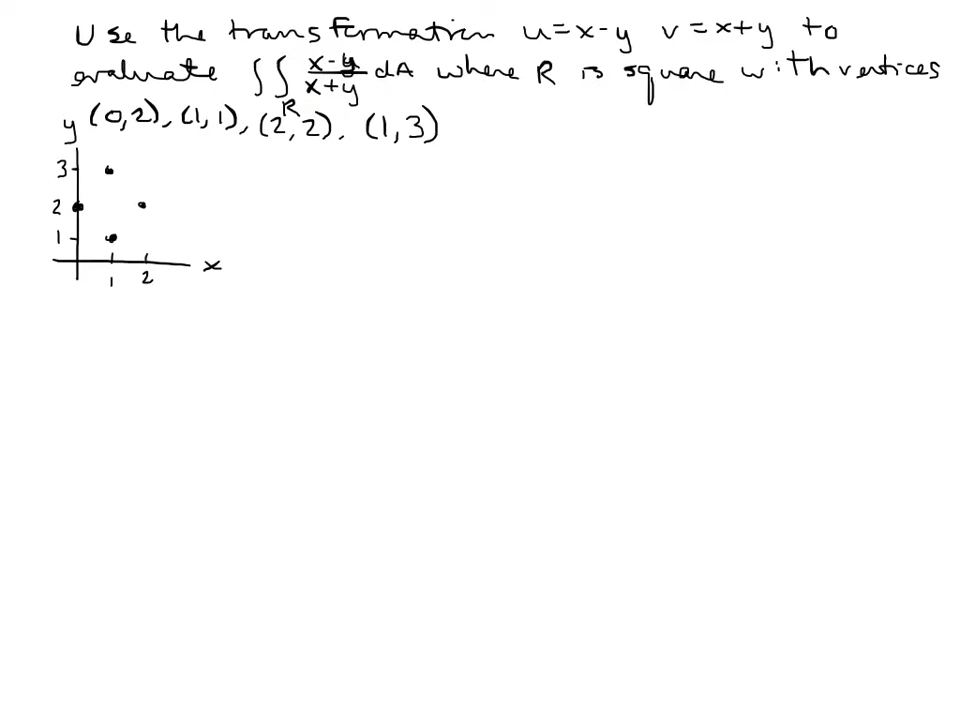 Use the transformation u=x-y v=x+y to
evaluate ∫∫ (x-y)/(x+y) dA where R is square with vertices
R
(0,2), (1,1), (2,2), (1,3)
y
3
2
1
x
1 2